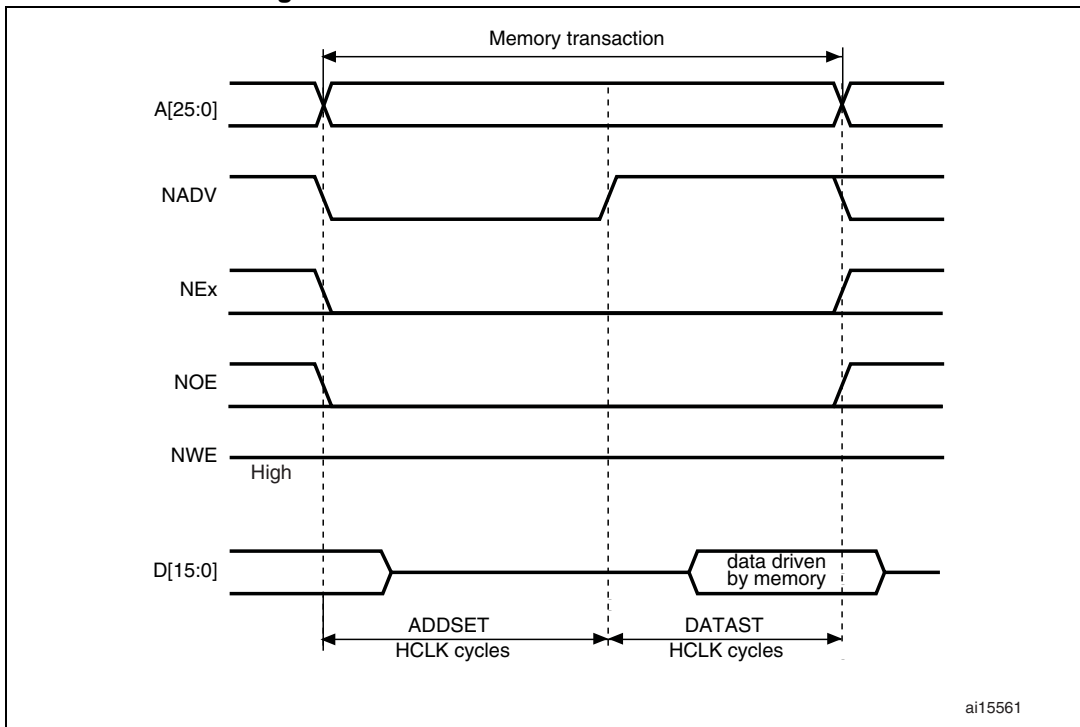 Memory transaction
A[25:0]
NADV
NEx
NOE
NWE
High
D[15:0]
data driven
by memory
ADDSET
HCLK cycles
DATAST
HCLK cycles
ai15561